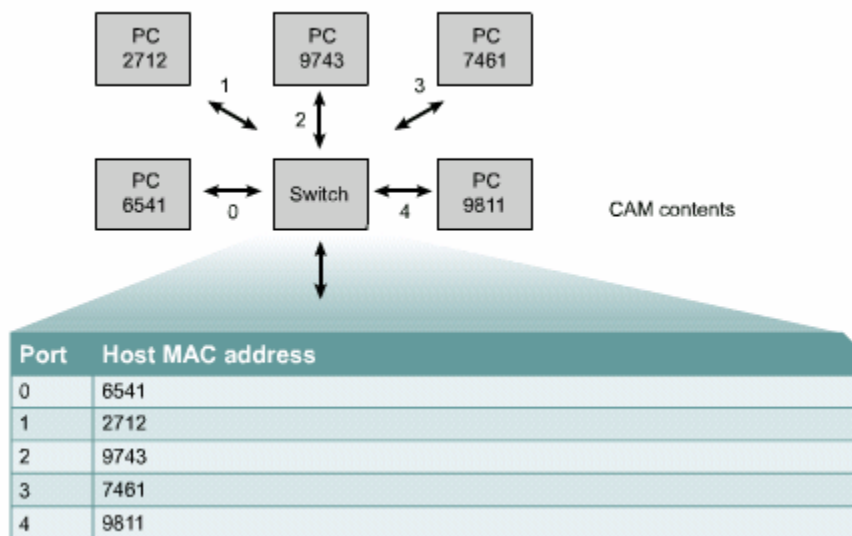 PC
2712
PC
9743
PC
7461
1
2
3
PC
6541
Switch
PC
9811
0
4
CAM contents
Port Host MAC address
0 6541
1 2712
2 9743
3 7461
4 9811